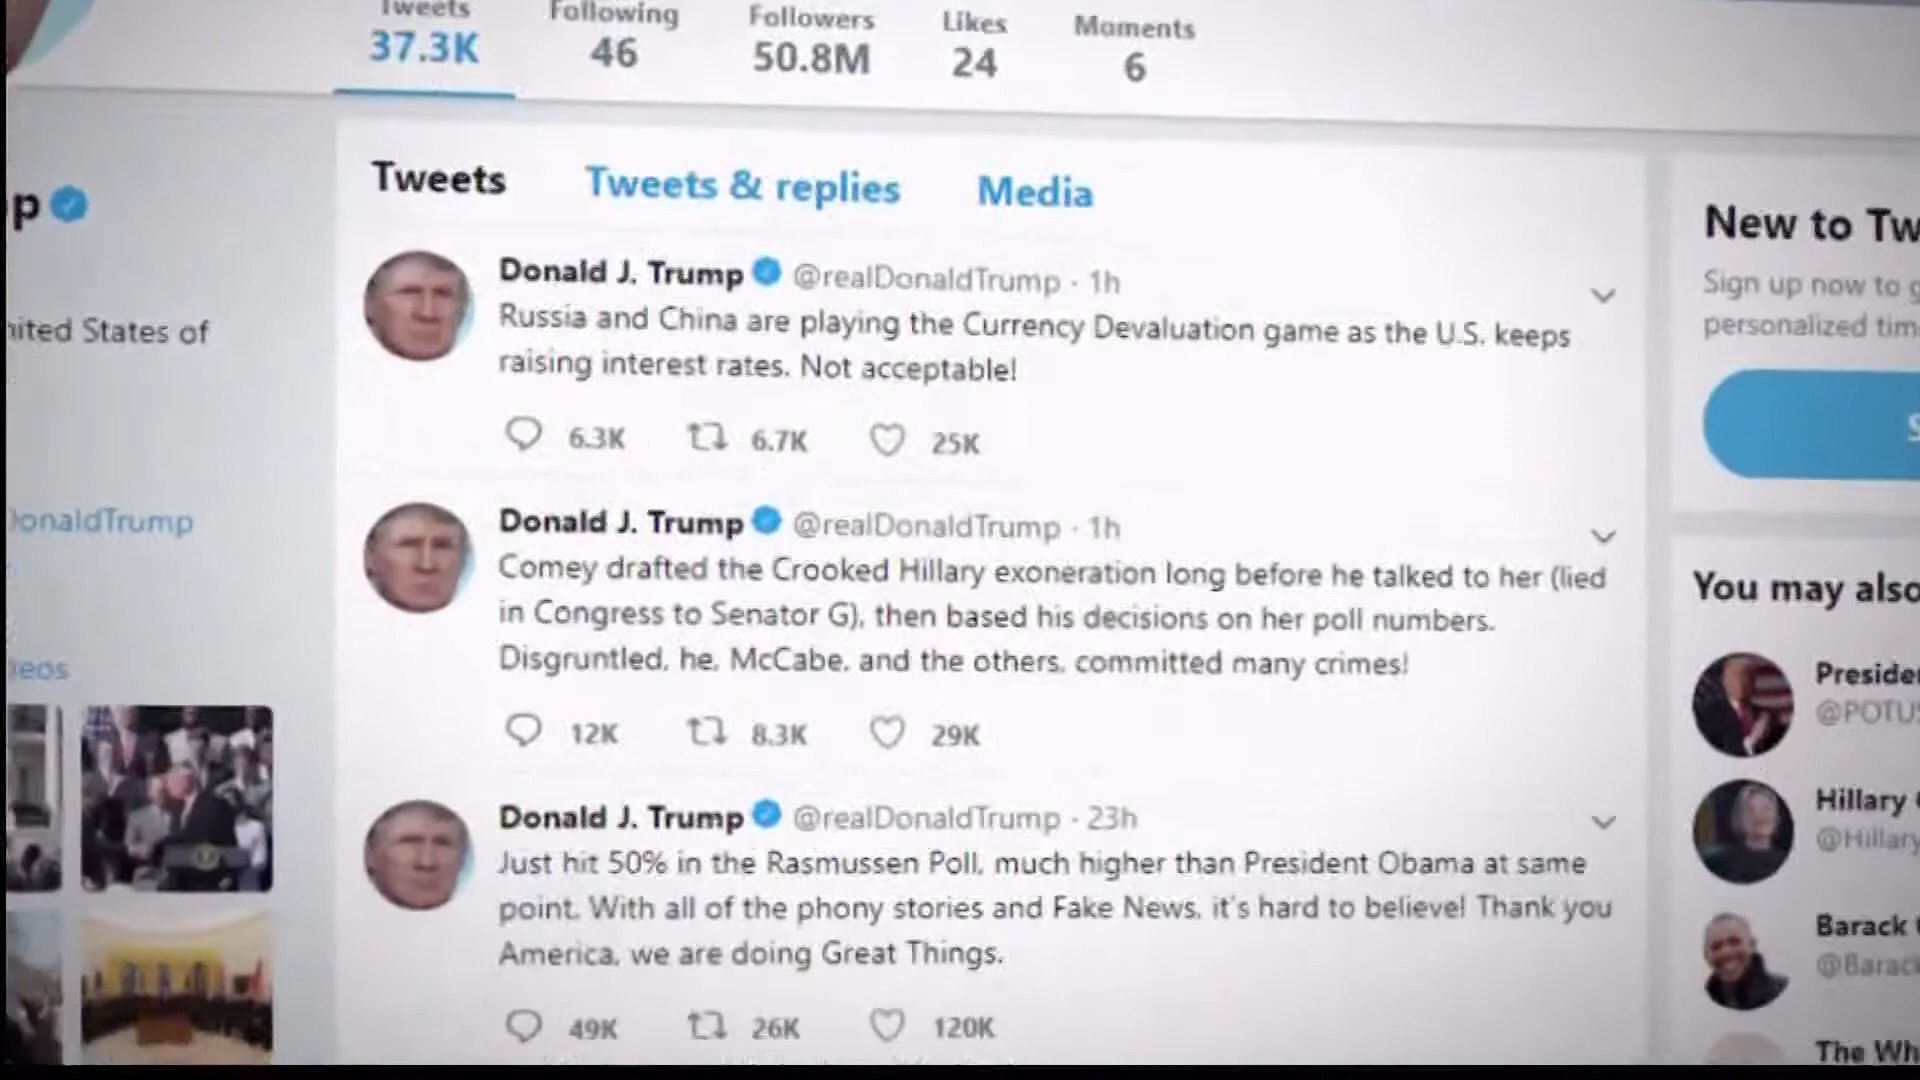 Tweets Following Followers Likes Moments
37.3K 46 50.8M 24 6
Tweets Tweets & replies Media
p
nited States of
DonaldTrump
eos
Donald J. Trump @realDonaldTrump · 1h
Russia and China are playing the Currency Devaluation game as the U.S. keeps
raising interest rates. Not acceptable!
6.3K 6.7K 25K
Donald J. Trump @realDonaldTrump · 1h
Comey drafted the Crooked Hillary exoneration long before he talked to her (lied
in Congress to Senator G), then based his decisions on her poll numbers.
Disgruntled, he, McCabe, and the others, committed many crimes!
12K 8.3K 29K
Donald J. Trump @realDonaldTrump · 23h
Just hit 50% in the Rasmussen Poll, much higher than President Obama at same
point. With all of the phony stories and Fake News, it's hard to believe! Thank you
America, we are doing Great Things.
49K 26K 120K
New to Tw
Sign up now to g
personalized tim
S
You may also
Presiden
@POTUS
Hillary
@Hillary
Barack
@Barack
The Wh